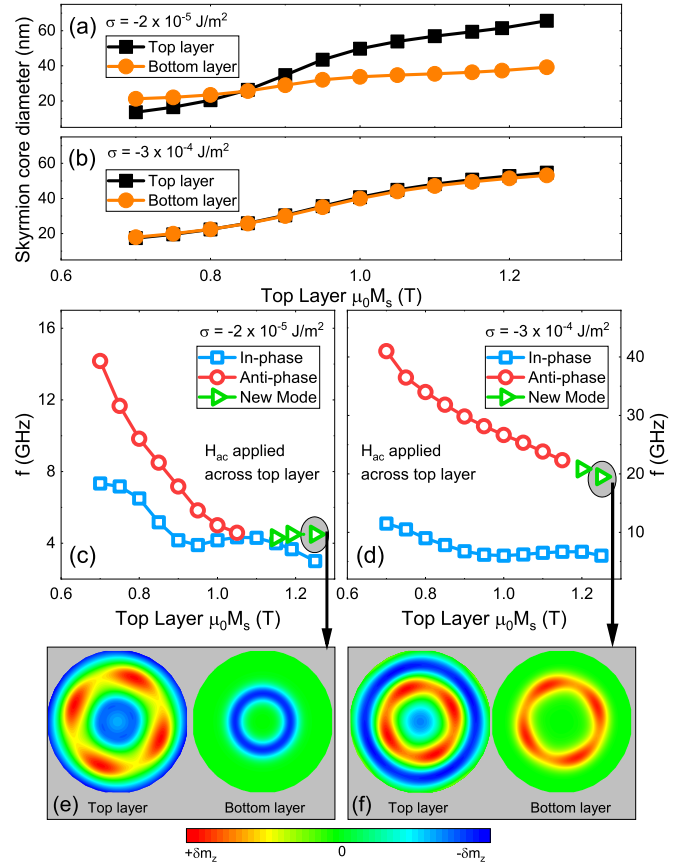 (a)
σ = -2 x 10⁻⁵ J/m²
Top layer
Bottom layer
60
40
20
(b)
σ = -3 x 10⁻⁴ J/m²
Top layer
Bottom layer
60
40
20
Skyrmion core diameter (nm)
0.6 0.8 1.0 1.2
Top Layer μ₀Mₛ (T)
16
12
8
4
f (GHz)
σ = -2 x 10⁻⁵ J/m²
In-phase
Anti-phase
New Mode
H_ac applied
across top layer
(c)
0.6 0.8 1.0 1.2
Top Layer μ₀Mₛ (T)
σ = -3 x 10⁻⁴ J/m²
In-phase
Anti-phase
New Mode
H_ac applied
across top layer
(d)
40
30
20
10
f (GHz)
0.6 0.8 1.0 1.2
Top Layer μ₀Mₛ (T)
(e) Top layer Bottom layer
(f) Top layer Bottom layer
+δm_z 0 -δm_z